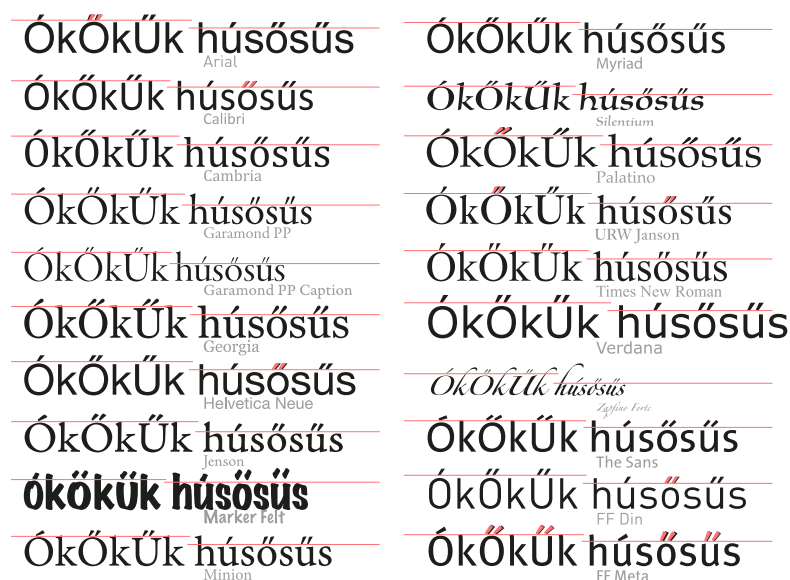 ÓkŐkŰk húsősűs
Arial
ÓkŐkŰk húsősűs
Calibri
ÓkŐkŰk húsősűs
Cambria
ÓkŐkŰk húsősűs
Garamond PP
ÓkŐkŰk húsősűs
Garamond PP Caption
ÓkŐkŰk húsősűs
Georgia
ÓkŐkŰk húsősűs
Helvetica Neue
ÓkŐkŰk húsősűs
Jenson
ÓkŐkŰk húsősűs
Marker Felt
ÓkŐkŰk húsősűs
Minion
ÓkŐkŰk húsősűs
Myriad
ÓkŐkŰk húsősűs
Silentium
ÓkŐkŰk húsősűs
Palatino
ÓkŐkŰk húsősűs
URW Janson
ÓkŐkŰk húsősűs
Times New Roman
ÓkŐkŰk húsősűs
Verdana
ÓkŐkŰk húsősűs
Zapfino Forte
ÓkŐkŰk húsősűs
The Sans
ÓkŐkŰk húsősűs
FF Din
ÓkŐkŰk húsősűs
FF Meta